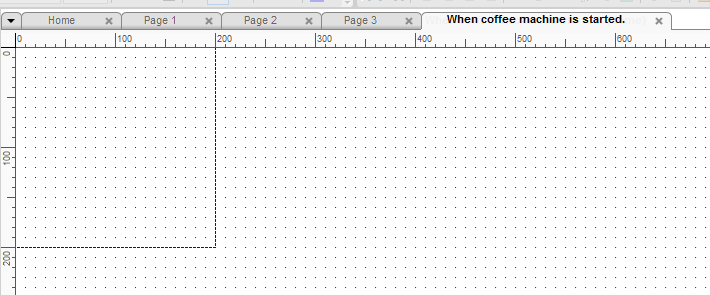 Home
Page 1
Page 2
Page 3
When coffee machine is started.
0 100 200 300 400 500 600
0
100
200